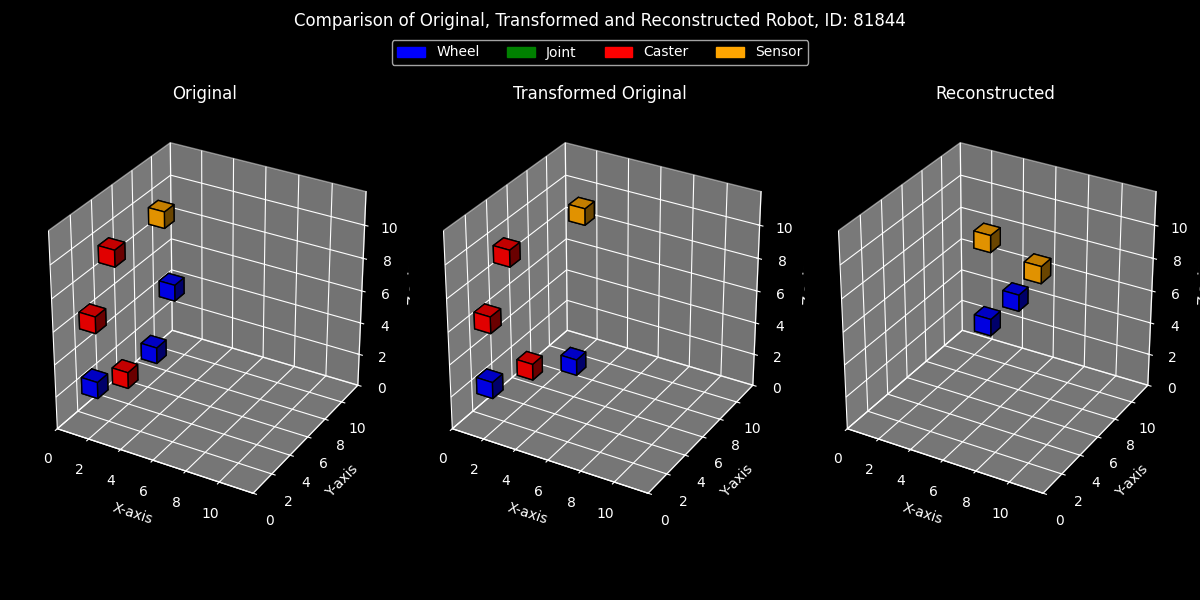 Comparison of Original, Transformed and Reconstructed Robot, ID: 81844
Wheel Joint Caster Sensor
Original Transformed Original Reconstructed
10 10 10
8 8 8
6 6 6
4 4 4
2 2 2
0 0 0
10 10 10
8 8 8
6 6 6
4 4 4
2 2 2
0 0 0
0 2 4 6 8 10 0 2 4 6 8 10 0 2 4 6 8 10
X-axis Y-axis X-axis Y-axis X-axis Y-axis